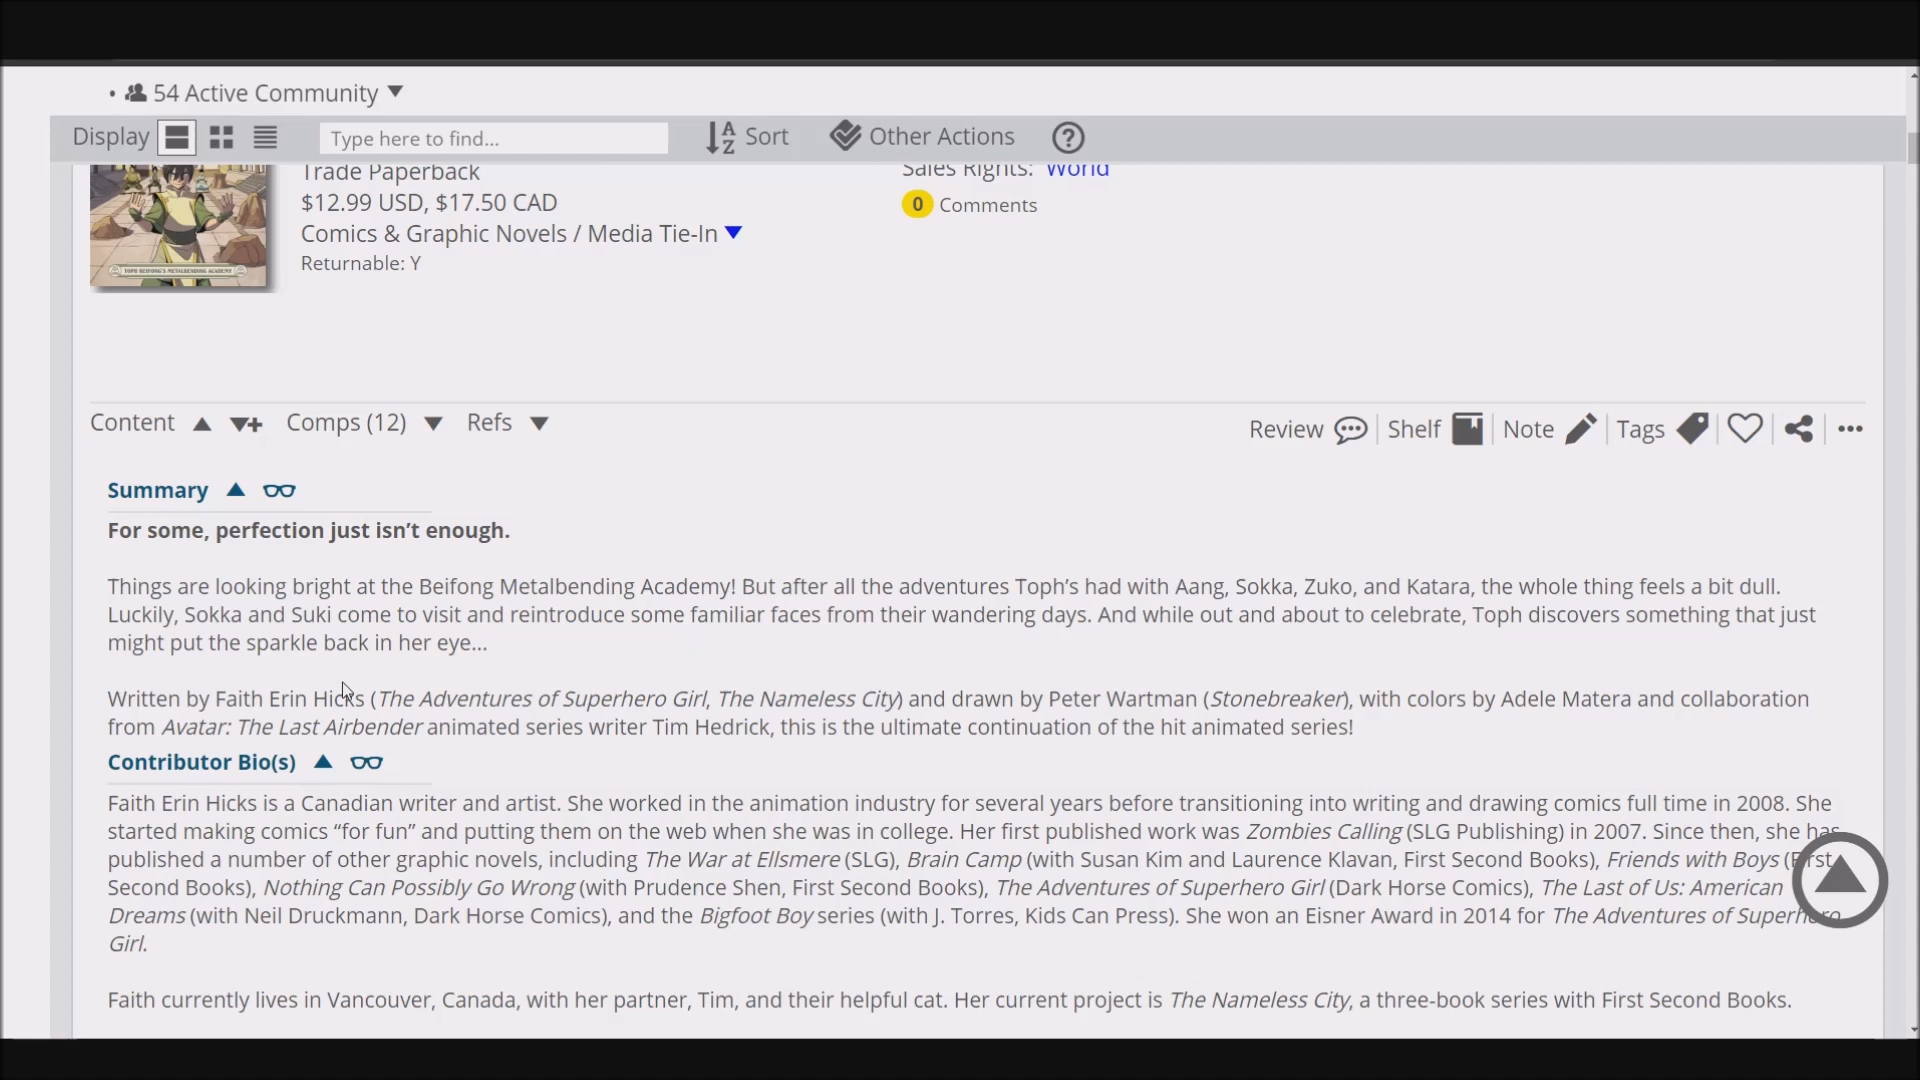 • 54 Active Community
Display Type here to find... Sort Other Actions ?
Trade Paperback
$12.99 USD, $17.50 CAD
Comics & Graphic Novels / Media Tie-In
Returnable: Y
Sales Rights: World
0 Comments
TOPH BEIFONG'S METALBENDING ACADEMY
Content Comps (12) Refs Review Shelf Note Tags
Summary
For some, perfection just isn’t enough.
Things are looking bright at the Beifong Metalbending Academy! But after all the adventures Toph’s had with Aang, Sokka, Zuko, and Katara, the whole thing feels a bit dull.
Luckily, Sokka and Suki come to visit and reintroduce some familiar faces from their wandering days. And while out and about to celebrate, Toph discovers something that just
might put the sparkle back in her eye...
Written by Faith Erin Hicks (The Adventures of Superhero Girl, The Nameless City) and drawn by Peter Wartman (Stonebreaker), with colors by Adele Matera and collaboration
from Avatar: The Last Airbender animated series writer Tim Hedrick, this is the ultimate continuation of the hit animated series!
Contributor Bio(s)
Faith Erin Hicks is a Canadian writer and artist. She worked in the animation industry for several years before transitioning into writing and drawing comics full time in 2008. She
started making comics “for fun” and putting them on the web when she was in college. Her first published work was Zombies Calling (SLG Publishing) in 2007. Since then, she has
published a number of other graphic novels, including The War at Ellsmere (SLG), Brain Camp (with Susan Kim and Laurence Klavan, First Second Books), Friends with Boys (First
Second Books), Nothing Can Possibly Go Wrong (with Prudence Shen, First Second Books), The Adventures of Superhero Girl (Dark Horse Comics), The Last of Us: American
Dreams (with Neil Druckmann, Dark Horse Comics), and the Bigfoot Boy series (with J. Torres, Kids Can Press). She won an Eisner Award in 2014 for The Adventures of Superhero
Girl.
Faith currently lives in Vancouver, Canada, with her partner, Tim, and their helpful cat. Her current project is The Nameless City, a three-book series with First Second Books.